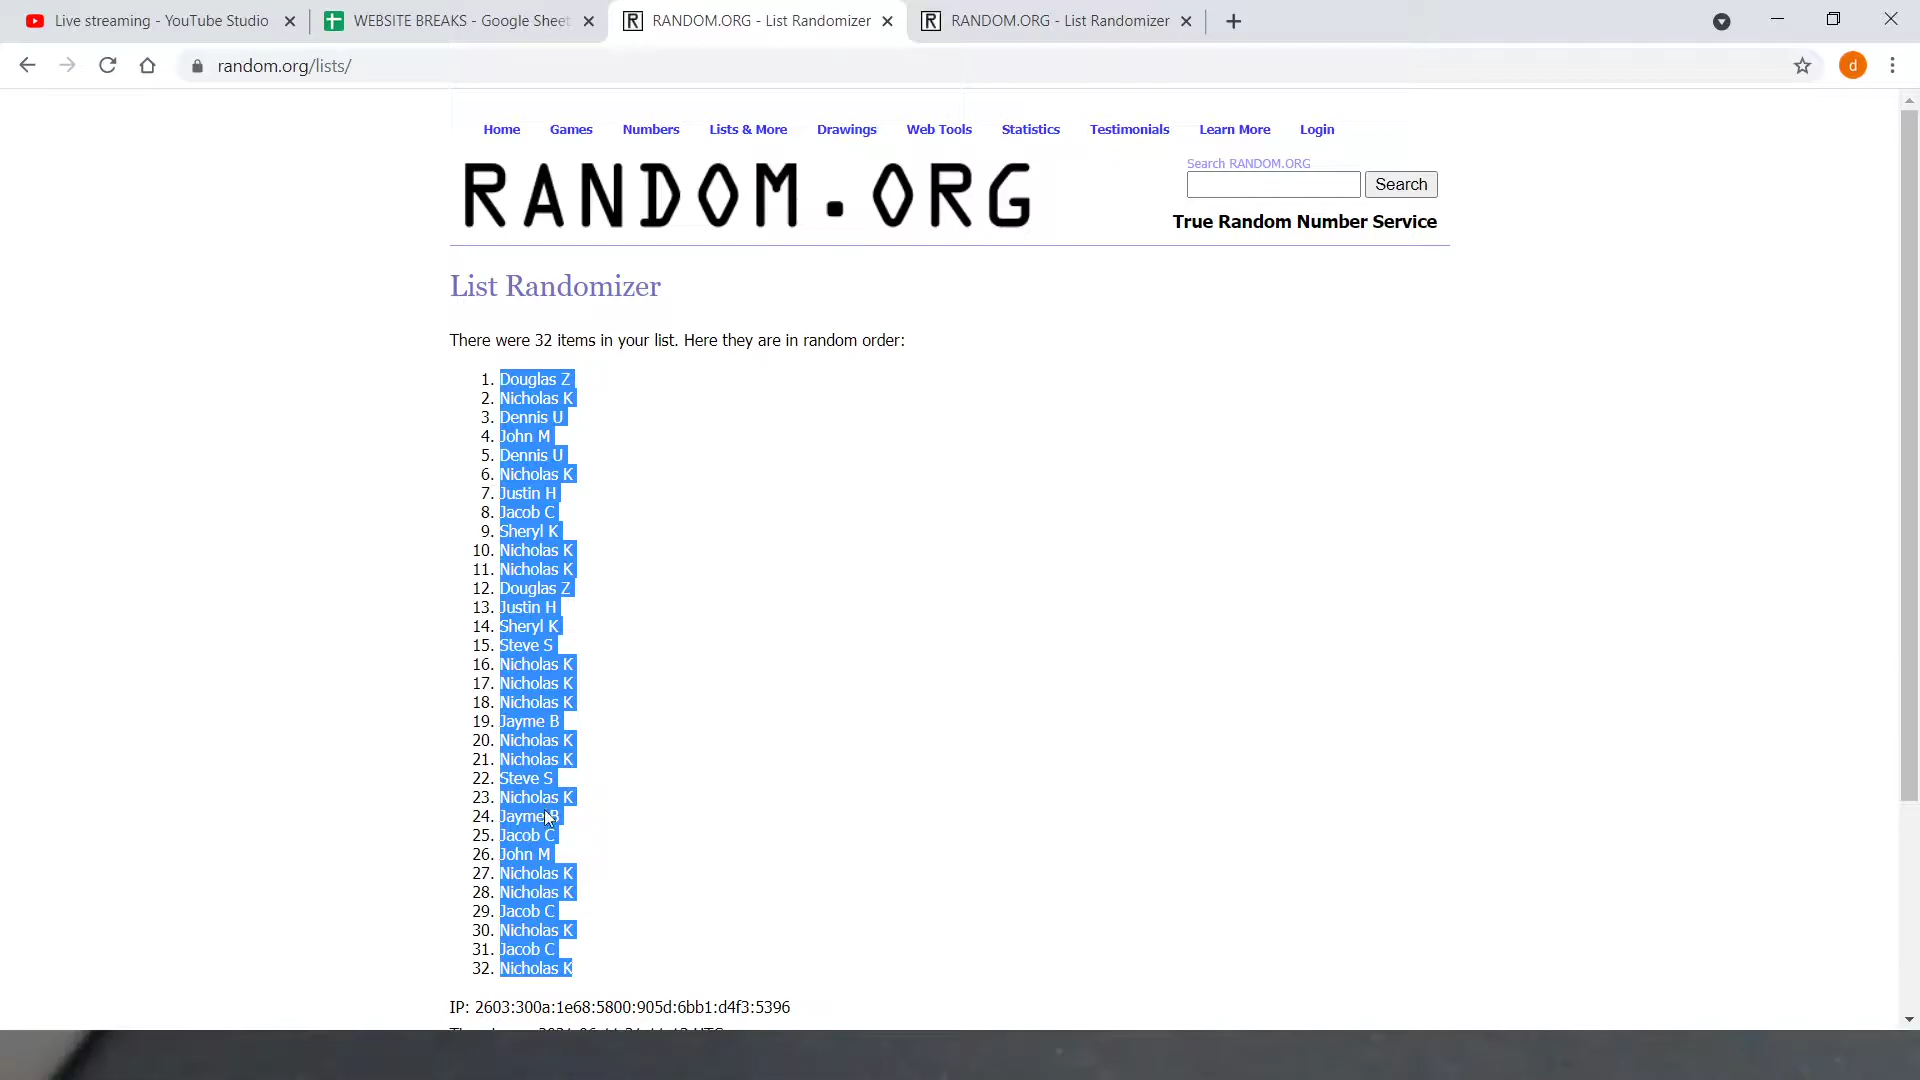 Live streaming - YouTube Studio
WEBSITE BREAKS - Google Sheet
RANDOM.ORG - List Randomizer
RANDOM.ORG - List Randomizer
random.org/lists/
d
Home Games Numbers Lists & More Drawings Web Tools Statistics Testimonials Learn More Login
RANDOM.ORG
Search RANDOM.ORG
Search
True Random Number Service
List Randomizer
There were 32 items in your list. Here they are in random order:
1. Douglas Z
2. Nicholas K
3. Dennis U
4. John M
5. Dennis U
6. Nicholas K
7. Justin H
8. Jacob C
9. Sheryl K
10. Nicholas K
11. Nicholas K
12. Douglas Z
13. Justin H
14. Sheryl K
15. Steve S
16. Nicholas K
17. Nicholas K
18. Nicholas K
19. Jayme B
20. Nicholas K
21. Nicholas K
22. Steve S
23. Nicholas K
24. Jayme B
25. Jacob C
26. John M
27. Nicholas K
28. Nicholas K
29. Jacob C
30. Nicholas K
31. Jacob C
32. Nicholas K
IP: 2603:300a:1e68:5800:905d:6bb1:d4f3:5396